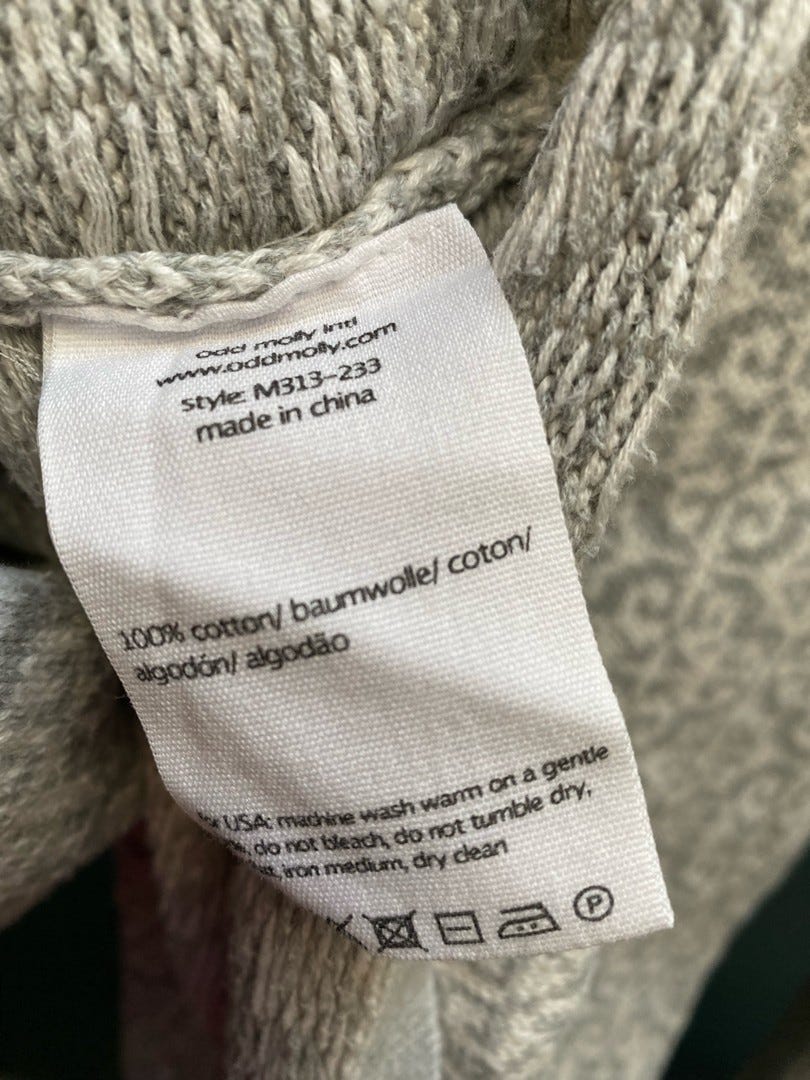 odd molly intl
www.oddmolly.com
style: M313-233
made in china
100% cotton/ baumwolle/ coton/
algodón/ algodão
USA: machine wash warm on a gentle
do not bleach, do not tumble dry,
iron medium, dry clean
P